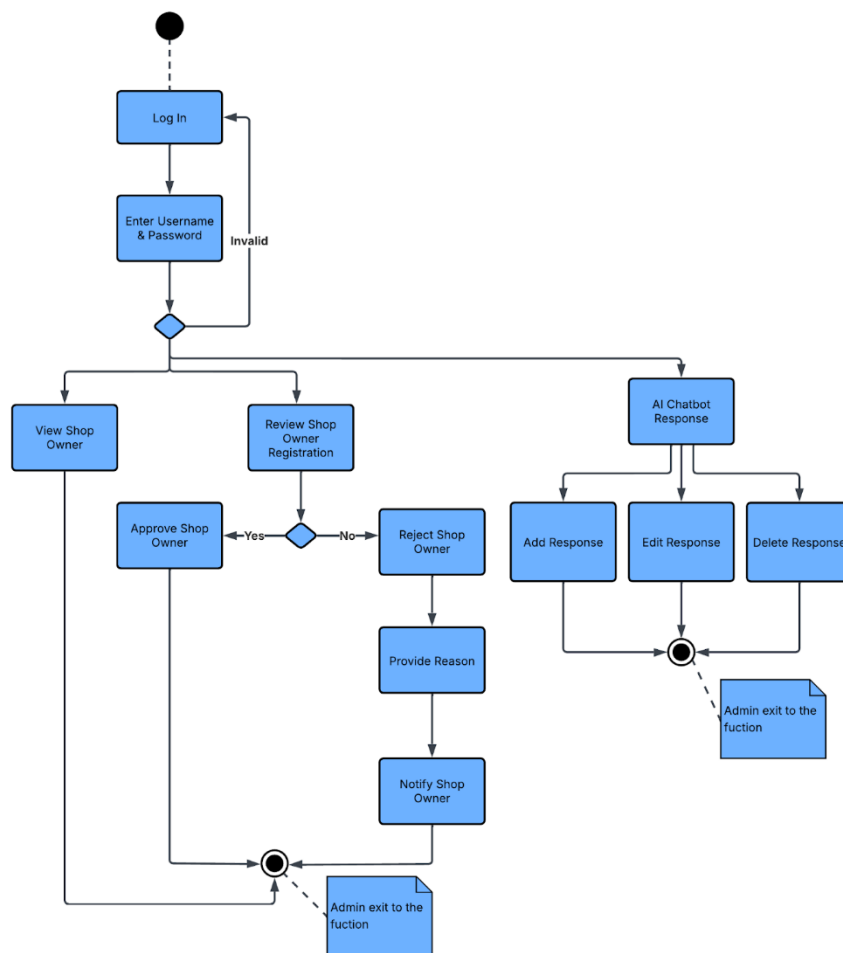 Log In
Enter Username
& Password
Invalid
View Shop
Owner
Review Shop
Owner
Registration
AI Chatbot
Response
Approve Shop
Owner
Yes
No
Reject Shop
Owner
Add Response
Edit Response
Delete Response
Provide Reason
Admin exit to the
fuction
Notify Shop
Owner
Admin exit to the
fuction